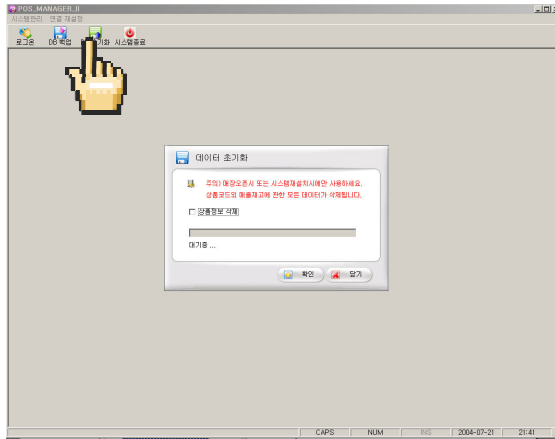 POS_MANAGER_II
시스템관리 연결 재설정
로그온 DB 백업 기화 시스템종료
데이터 초기화
주의) 매장오픈시 또는 시스템재설치시에만 사용하세요.
상품코드와 매출재고에 관한 모든 데이터가 삭제됩니다.
상품정보 삭제
대기중 ...
확인 닫기
CAPS NUM INS 2004-07-21 21:41